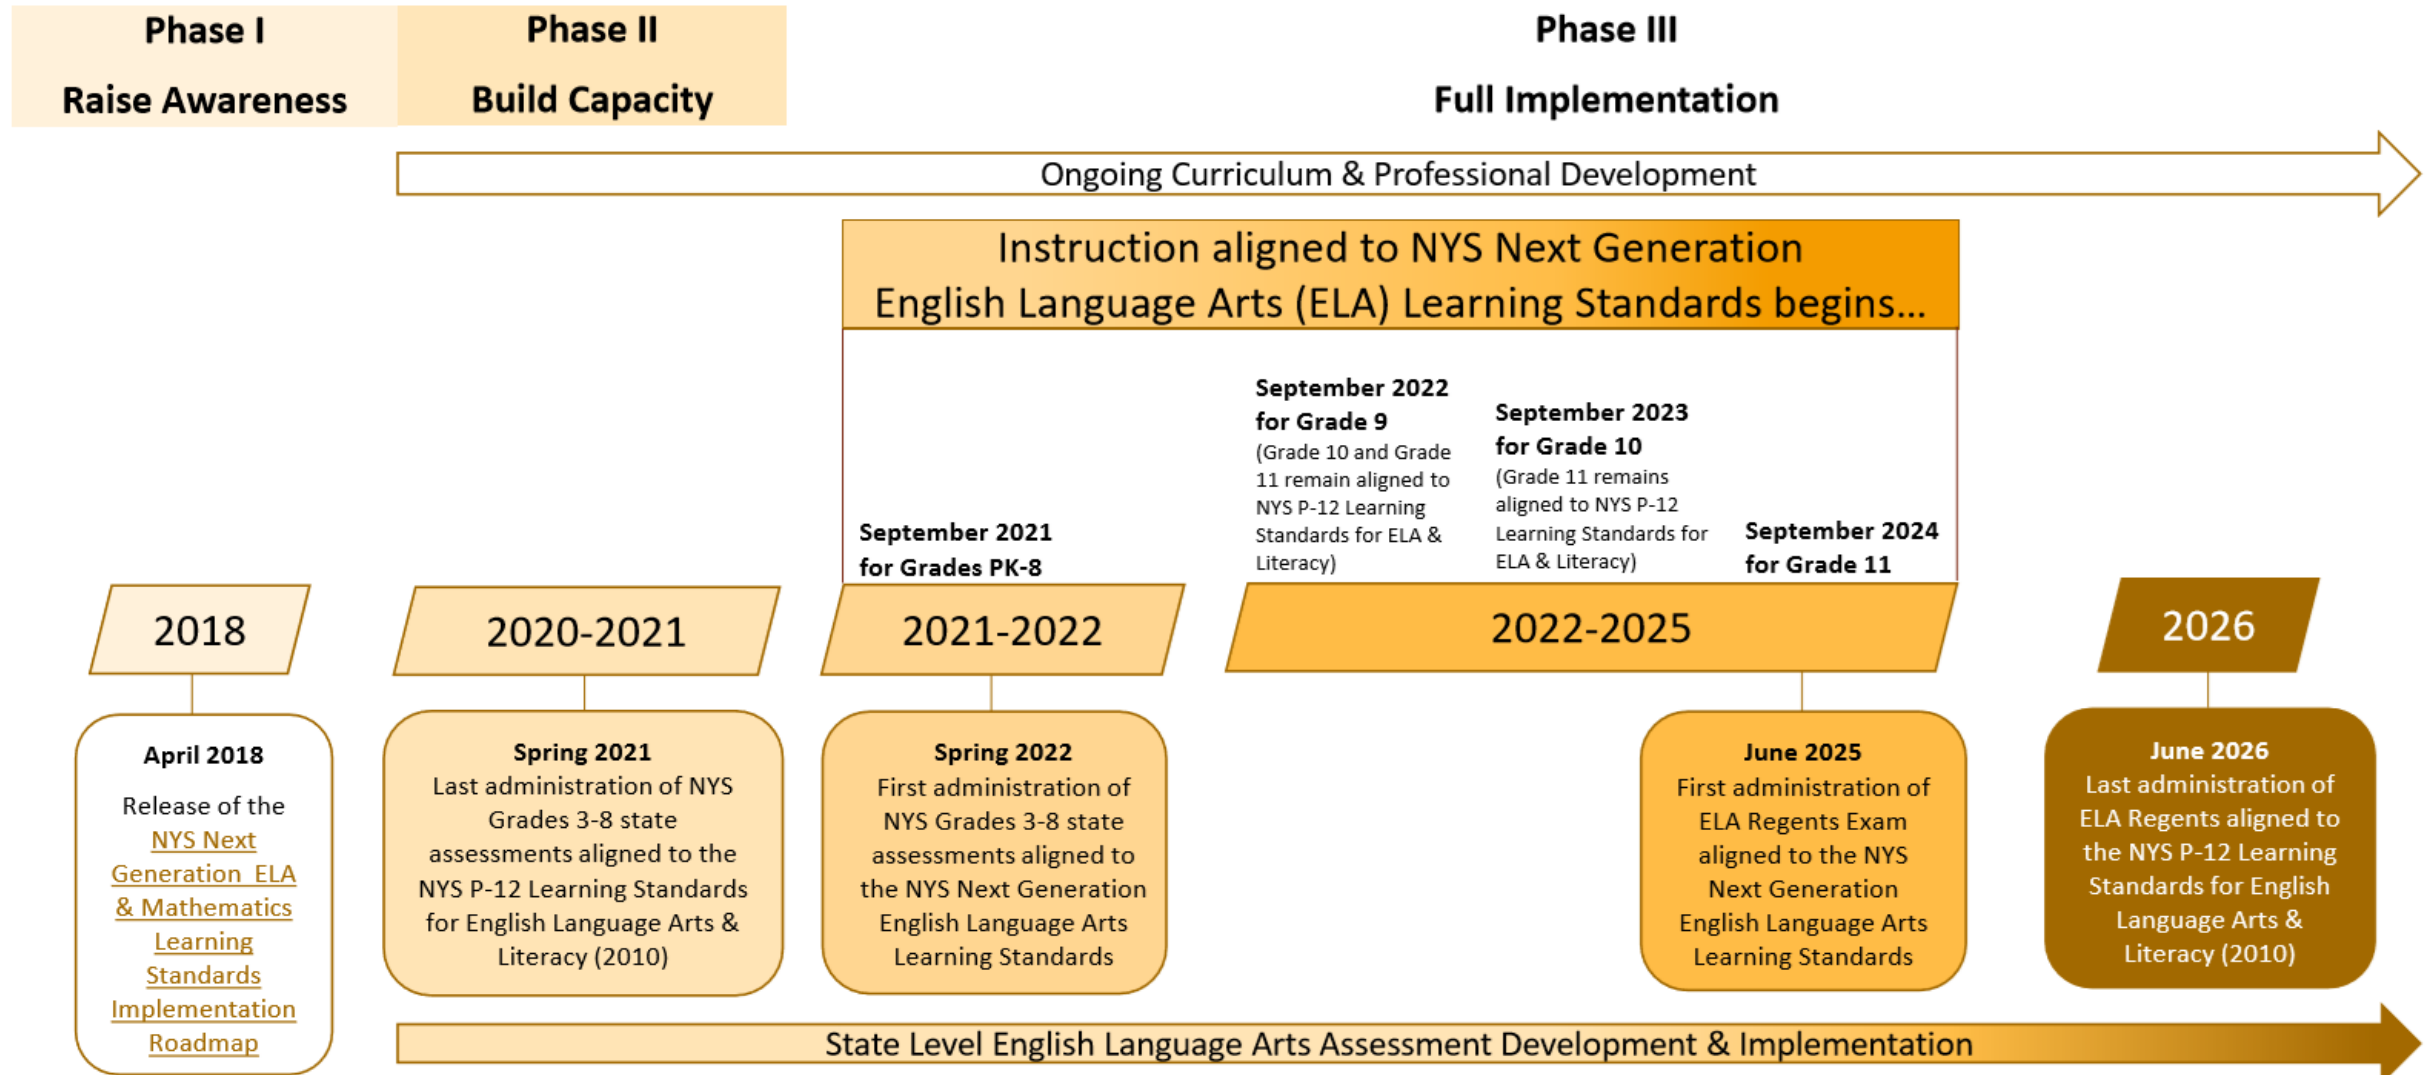 Phase I
Raise Awareness
Phase II
Build Capacity
Phase III
Full Implementation
Ongoing Curriculum & Professional Development
Instruction aligned to NYS Next Generation
English Language Arts (ELA) Learning Standards begins...
September 2021
for Grades PK-8
September 2022
for Grade 9
(Grade 10 and Grade
11 remain aligned to
NYS P-12 Learning
Standards for ELA &
Literacy)
September 2023
for Grade 10
(Grade 11 remains
aligned to NYS P-12
Learning Standards for
ELA & Literacy)
September 2024
for Grade 11
2018
2020-2021
2021-2022
2022-2025
2026
April 2018
Release of the
NYS Next
Generation ELA
& Mathematics
Learning
Standards
Implementation
Roadmap
Spring 2021
Last administration of NYS
Grades 3-8 state
assessments aligned to the
NYS P-12 Learning Standards
for English Language Arts &
Literacy (2010)
Spring 2022
First administration of
NYS Grades 3-8 state
assessments aligned to
the NYS Next Generation
English Language Arts
Learning Standards
June 2025
First administration of
ELA Regents Exam
aligned to the NYS
Next Generation
English Language Arts
Learning Standards
June 2026
Last administration of
ELA Regents aligned to
the NYS P-12 Learning
Standards for English
Language Arts &
Literacy (2010)
State Level English Language Arts Assessment Development & Implementation